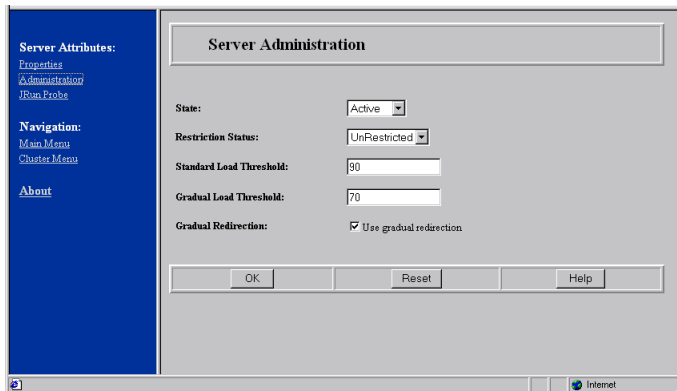 Server Attributes:
Properties
Administration
JRun Probe
Navigation:
Main Menu
Cluster Menu
About
Server Administration
State: Active
Restriction Status: UnRestricted
Standard Load Threshold: 90
Gradual Load Threshold: 70
Gradual Redirection: Use gradual redirection
OK Reset Help
Internet